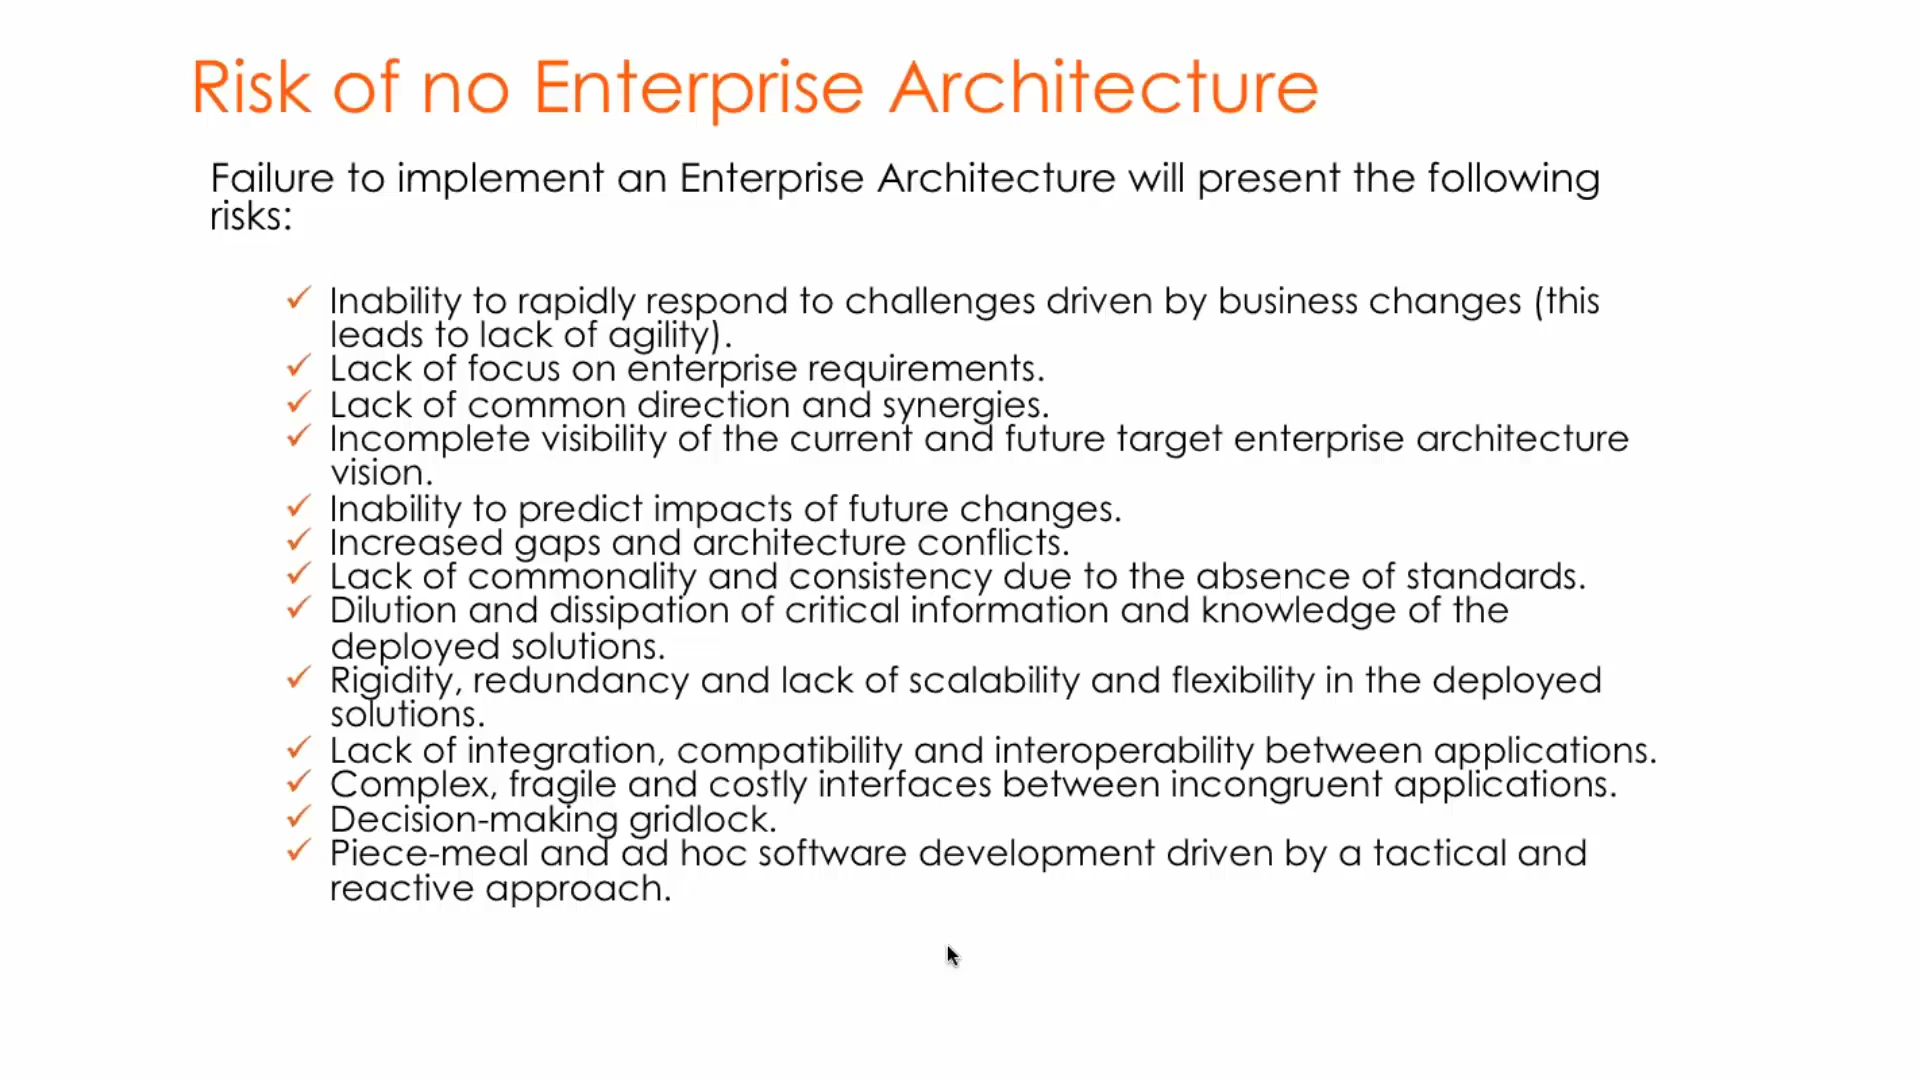 Risk of no Enterprise Architecture
Failure to implement an Enterprise Architecture will present the following
risks:
✓ Inability to rapidly respond to challenges driven by business changes (this
leads to lack of agility).
✓ Lack of focus on enterprise requirements.
✓ Lack of common direction and synergies.
✓ Incomplete visibility of the current and future target enterprise architecture
vision.
✓ Inability to predict impacts of future changes.
✓ Increased gaps and architecture conflicts.
✓ Lack of commonality and consistency due to the absence of standards.
✓ Dilution and dissipation of critical information and knowledge of the
deployed solutions.
✓ Rigidity, redundancy and lack of scalability and flexibility in the deployed
solutions.
✓ Lack of integration, compatibility and interoperability between applications.
✓ Complex, fragile and costly interfaces between incongruent applications.
✓ Decision-making gridlock.
✓ Piece-meal and ad hoc software development driven by a tactical and
reactive approach.